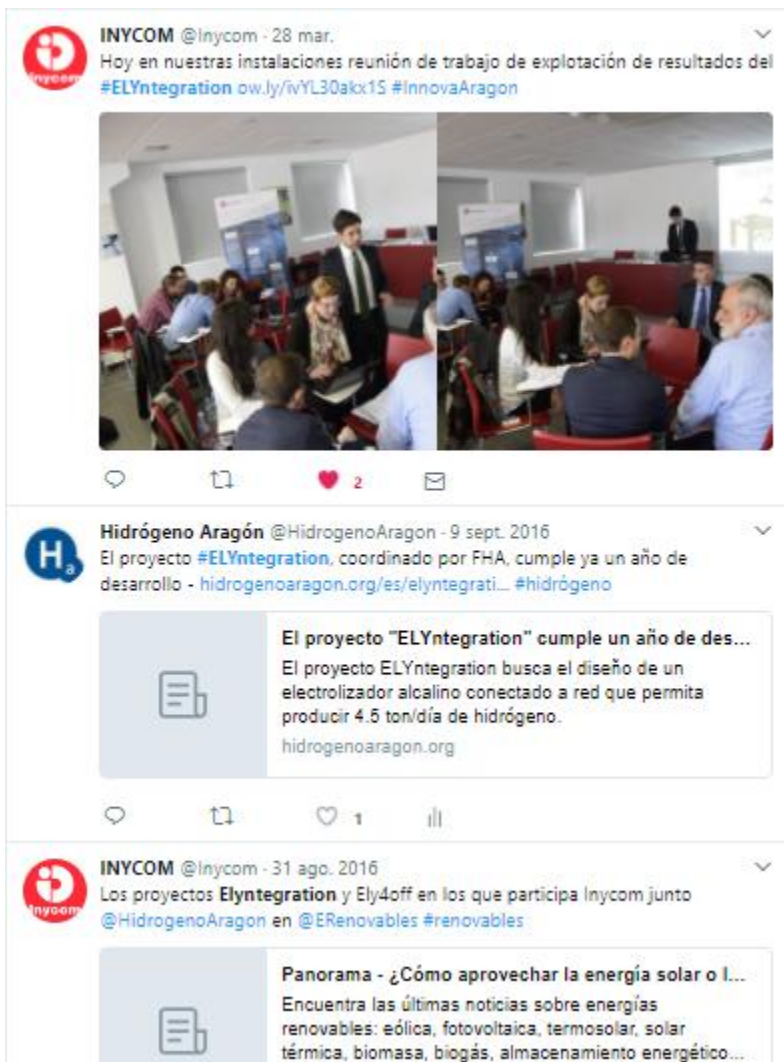 INYCOM @Inycom · 28 mar.
Hoy en nuestras instalaciones reunión de trabajo de explotación de resultados del
#ELYntegration ow.ly/ivYL30akx1S #InnovaAragon
2
Hidrógeno Aragón @HidrogenoAragon · 9 sept. 2016
El proyecto #ELYntegration, coordinado por FHA, cumple ya un año de
desarrollo - hidrogenoaragon.org/es/elyntegrati... #hidrógeno
El proyecto "ELYntegration" cumple un año de des...
El proyecto ELYntegration busca el diseño de un
electrolizador alcalino conectado a red que permita
producir 4.5 ton/día de hidrógeno.
hidrogenoaragon.org
1
INYCOM @Inycom · 31 ago. 2016
Los proyectos Elyntegration y Ely4off en los que participa Inycom junto
@HidrogenoAragon en @ERenovables #renovables
Panorama - ¿Cómo aprovechar la energía solar o l...
Encuentra las últimas noticias sobre energías
renovables: eólica, fotovoltaica, termosolar, solar
térmica, biomasa, biogás, almacenamiento energético...